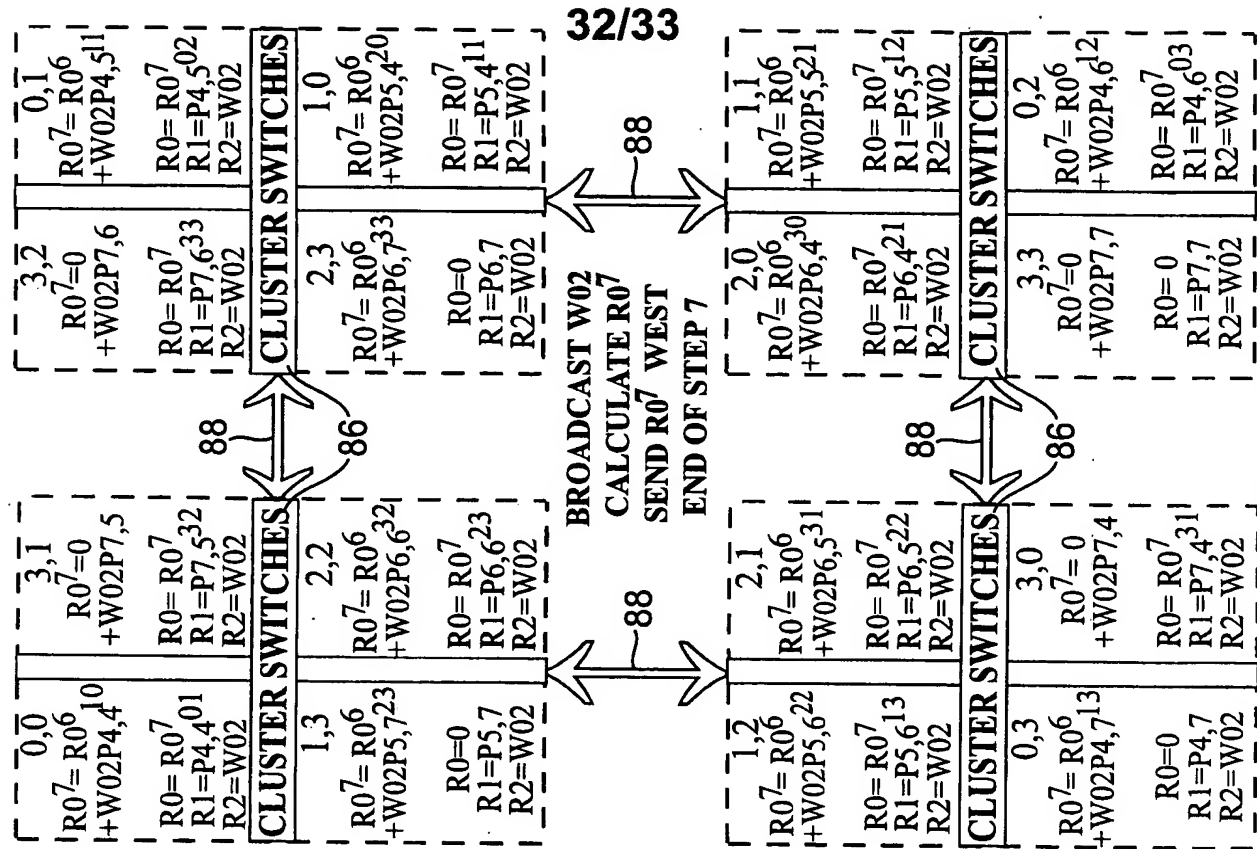 32/33
0,0
R0⁷= R0⁶
+W02P4,4¹⁰
R0= R0⁷
R1=P4,4⁰¹
R2=W02
3,1
R0⁷=0
+W02P7,5
R0= R0⁷
R1=P7,5³²
R2=W02
CLUSTER SWITCHES
1,3
R0⁷= R0⁶
+W02P5,7²³
R0=0
R1=P5,7
R2=W02
2,2
R0⁷= R0⁶
+W02P6,6³²
R0= R0⁷
R1=P6,6²³
R2=W02
88
86
3,2
R0⁷=0
+W02P7,6
R0= R0⁷
R1=P7,6³³
R2=W02
0,1
R0⁷= R0⁶
+W02P4,5¹¹
R0= R0⁷
R1=P4,5⁰²
R2=W02
CLUSTER SWITCHES
2,3
R0⁷= R0⁶
+W02P6,7³³
R0=0
R1=P6,7
R2=W02
1,0
R0⁷= R0⁶
+W02P5,4²⁰
R0= R0⁷
R1=P5,4¹¹
R2=W02
88
BROADCAST W02
CALCULATE R0⁷
SEND R0⁷ WEST
END OF STEP 7
88
1,2
R0⁷= R0⁶
+W02P5,6²²
R0= R0⁷
R1=P5,6¹³
R2=W02
2,1
R0⁷= R0⁶
+W02P6,5³¹
R0= R0⁷
R1=P6,5²²
R2=W02
CLUSTER SWITCHES
0,3
R0⁷= R0⁶
+W02P4,7¹³
R0=0
R1=P4,7
R2=W02
3,0
R0⁷= 0
+W02P7,4
R0= R0⁷
R1=P7,4³¹
R2=W02
88
86
2,0
R0⁷= R0⁶
+W02P6,4³⁰
R0= R0⁷
R1=P6,4²¹
R2=W02
1,1
R0⁷= R0⁶
+W02P5,5²¹
R0= R0⁷
R1=P5,5¹²
R2=W02
CLUSTER SWITCHES
3,3
R0⁷=0
+W02P7,7
R0= 0
R1=P7,7
R2=W02
0,2
R0⁷= R0⁶
+W02P4,6¹²
R0= R0⁷
R1=P4,6⁰³
R2=W02